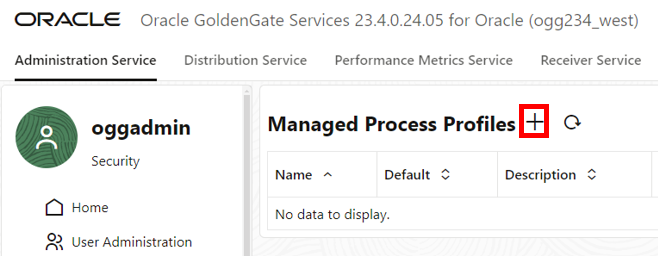 ORACLE Oracle GoldenGate Services 23.4.0.24.05 for Oracle (ogg234_west)
Administration Service Distribution Service Performance Metrics Service Receiver Service
oggadmin
Security
Home
User Administration
Managed Process Profiles
Name Default Description
No data to display.